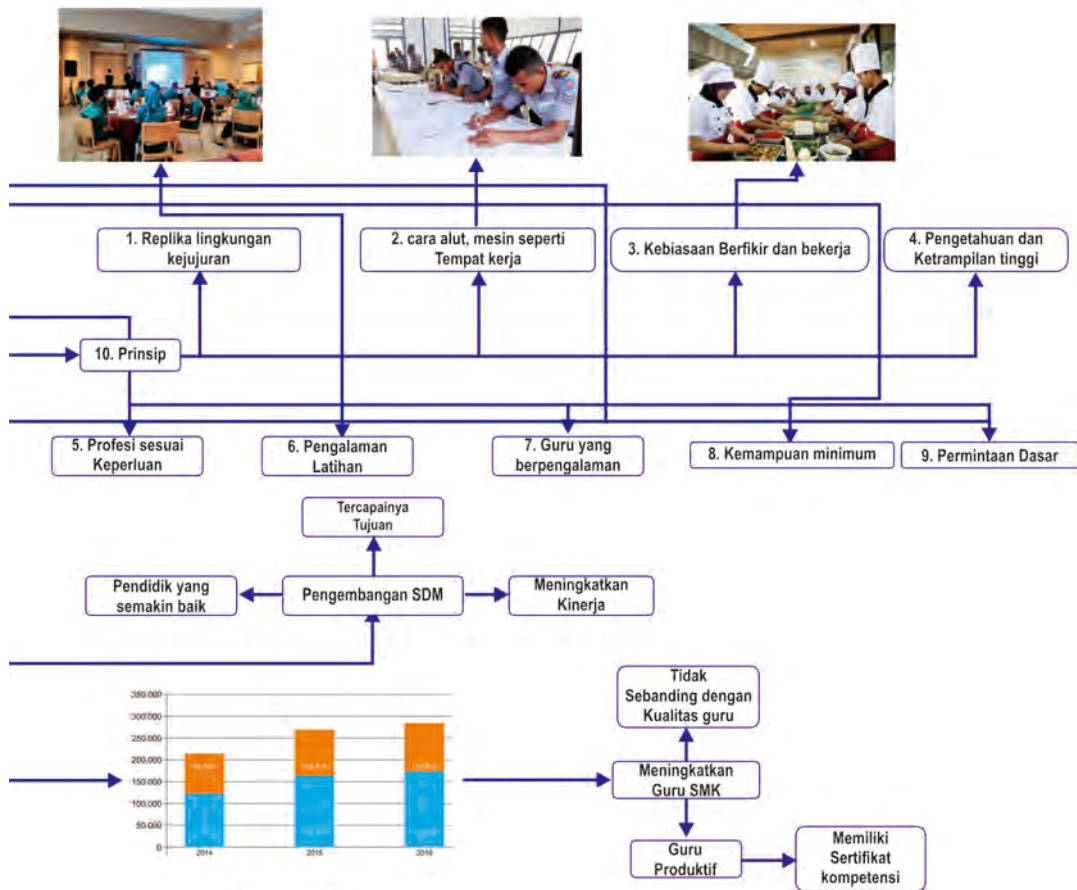 1. Replika lingkungan
kejujuran
2. cara alut, mesin seperti
Tempat kerja
3. Kebiasaan Berfikir dan bekerja
4. Pengetahuan dan
Ketrampilan tinggi
10. Prinsip
5. Profesi sesuai
Keperluan
6. Pengalaman
Latihan
7. Guru yang
berpengalaman
8. Kemampuan minimum
9. Permintaan Dasar
Tercapainya
Tujuan
Pendidik yang
semakin baik
Pengembangan SDM
Meningkatkan
Kinerja
350.000
300.000
250.000
200.000
150.000
100.000
50.000
0
2014
2015
2016
Tidak
Sebanding dengan
Kualitas guru
Meningkatkan
Guru SMK
Guru
Produktif
Memiliki
Sertifikat
kompetensi